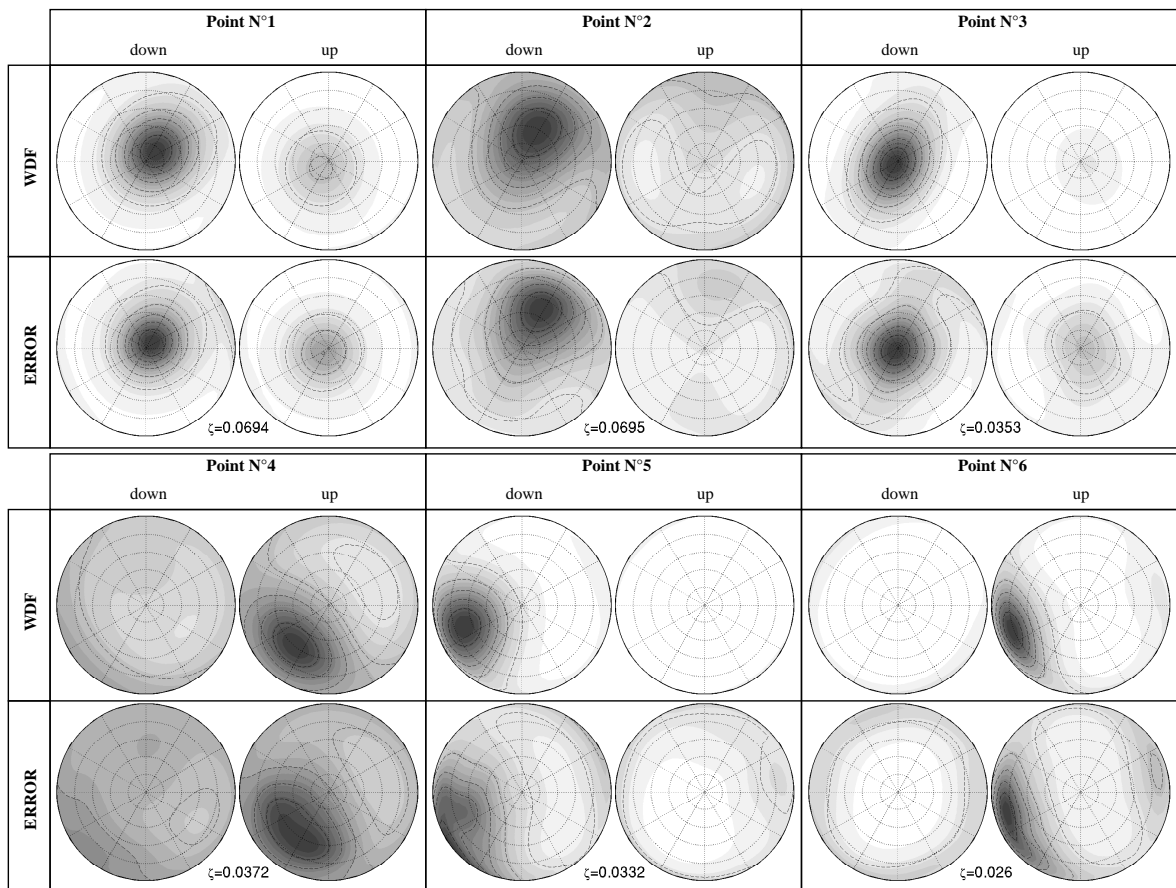 Point N°1 Point N°2 Point N°3
down up down up down up
WDF
ERROR
ζ=0.0694 ζ=0.0695 ζ=0.0353
Point N°4 Point N°5 Point N°6
down up down up down up
WDF
ERROR
ζ=0.0372 ζ=0.0332 ζ=0.026